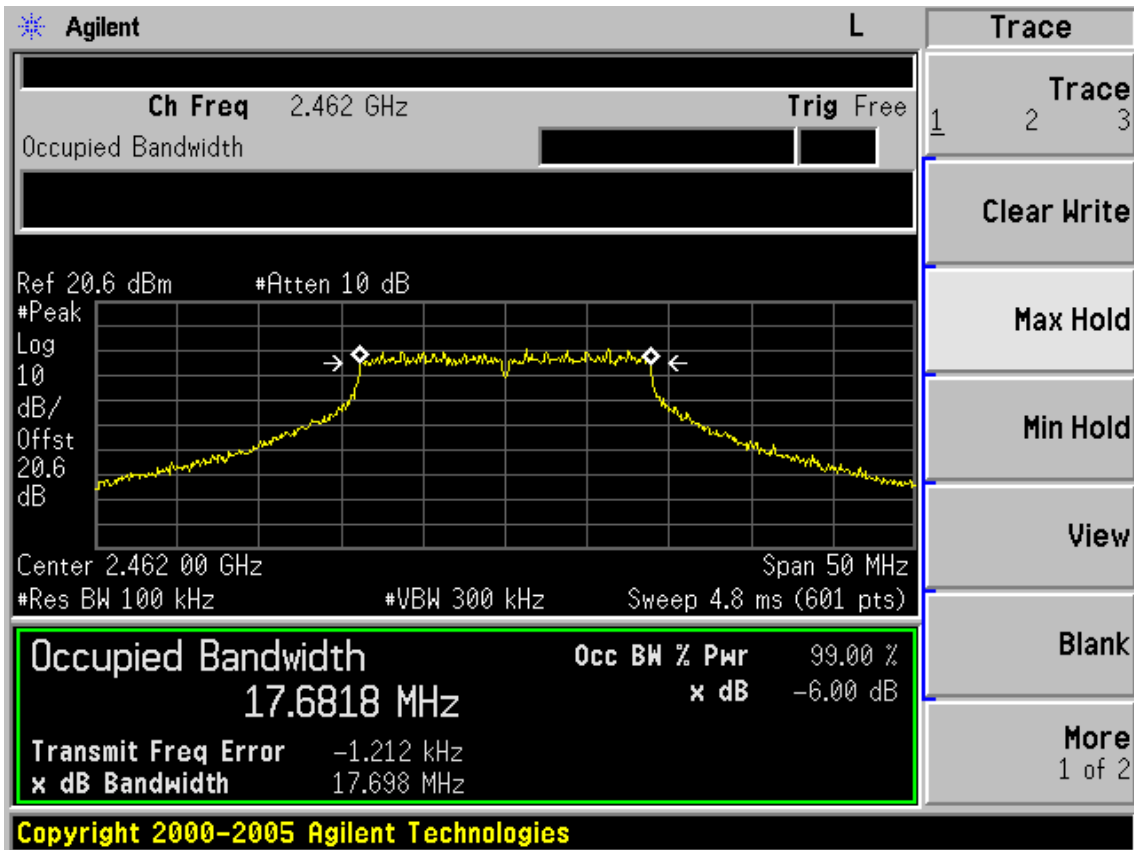 Agilent L
Ch Freq 2.462 GHz Trig Free
Occupied Bandwidth
Ref 20.6 dBm #Atten 10 dB
#Peak
Log
10
dB/
Offst
20.6
dB
Center 2.462 00 GHz Span 50 MHz
#Res BW 100 kHz #VBW 300 kHz Sweep 4.8 ms (601 pts)
Occupied Bandwidth
17.6818 MHz
Occ BW % Pwr 99.00 %
x dB -6.00 dB
Transmit Freq Error -1.212 kHz
x dB Bandwidth 17.698 MHz
Copyright 2000-2005 Agilent Technologies
Trace
Trace
1 2 3
Clear Write
Max Hold
Min Hold
View
Blank
More
1 of 2